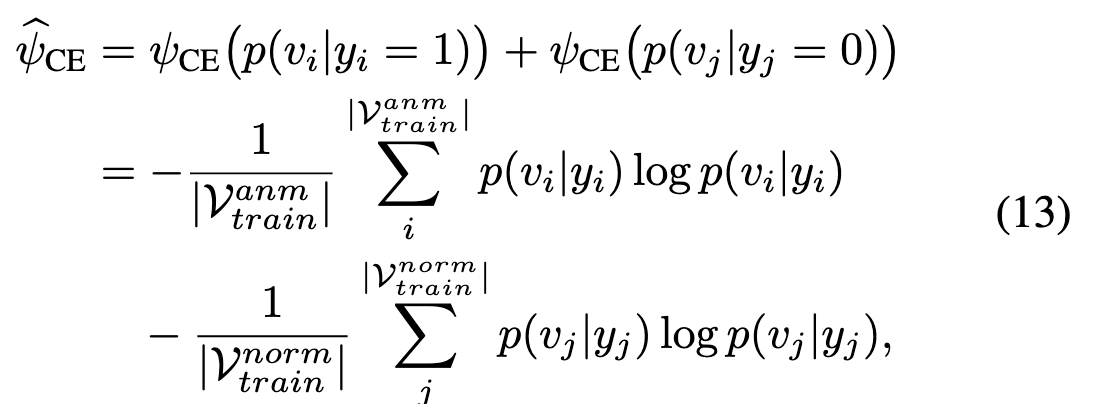 $\widehat{\psi}_{\text{CE}} = \psi_{\text{CE}}\big(p(v_i|y_i = 1)\big) + \psi_{\text{CE}}\big(p(v_j|y_j = 0)\big)$
$= -\frac{1}{|\mathcal{V}_{train}^{anm}|} \sum_{i}^{|\mathcal{V}_{train}^{anm}|} p(v_i|y_i) \log p(v_i|y_i)$
(13)
$- \frac{1}{|\mathcal{V}_{train}^{norm}|} \sum_{j}^{|\mathcal{V}_{train}^{norm}|} p(v_j|y_j) \log p(v_j|y_j),$